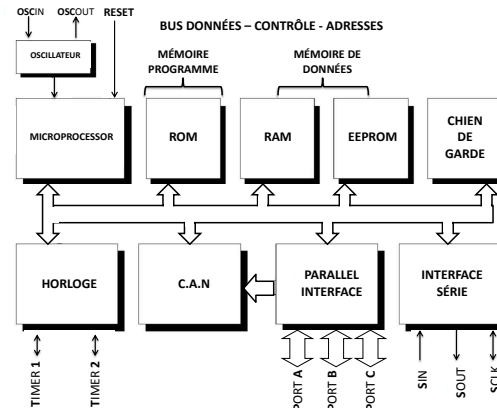 OSCIN OSCOUT RESET
BUS DONNÉES – CONTRÔLE - ADRESSES
OSCILLATEUR
MÉMOIRE
PROGRAMME
MÉMOIRE DE
DONNÉES
MICROPROCESSOR
ROM
RAM
EEPROM
CHIEN
DE
GARDE
HORLOGE
C.A.N
PARALLEL
INTERFACE
INTERFACE
SÉRIE
TIMER 1
TIMER 2
PORT A
PORT B
PORT C
SIN
SOUT
SCLK